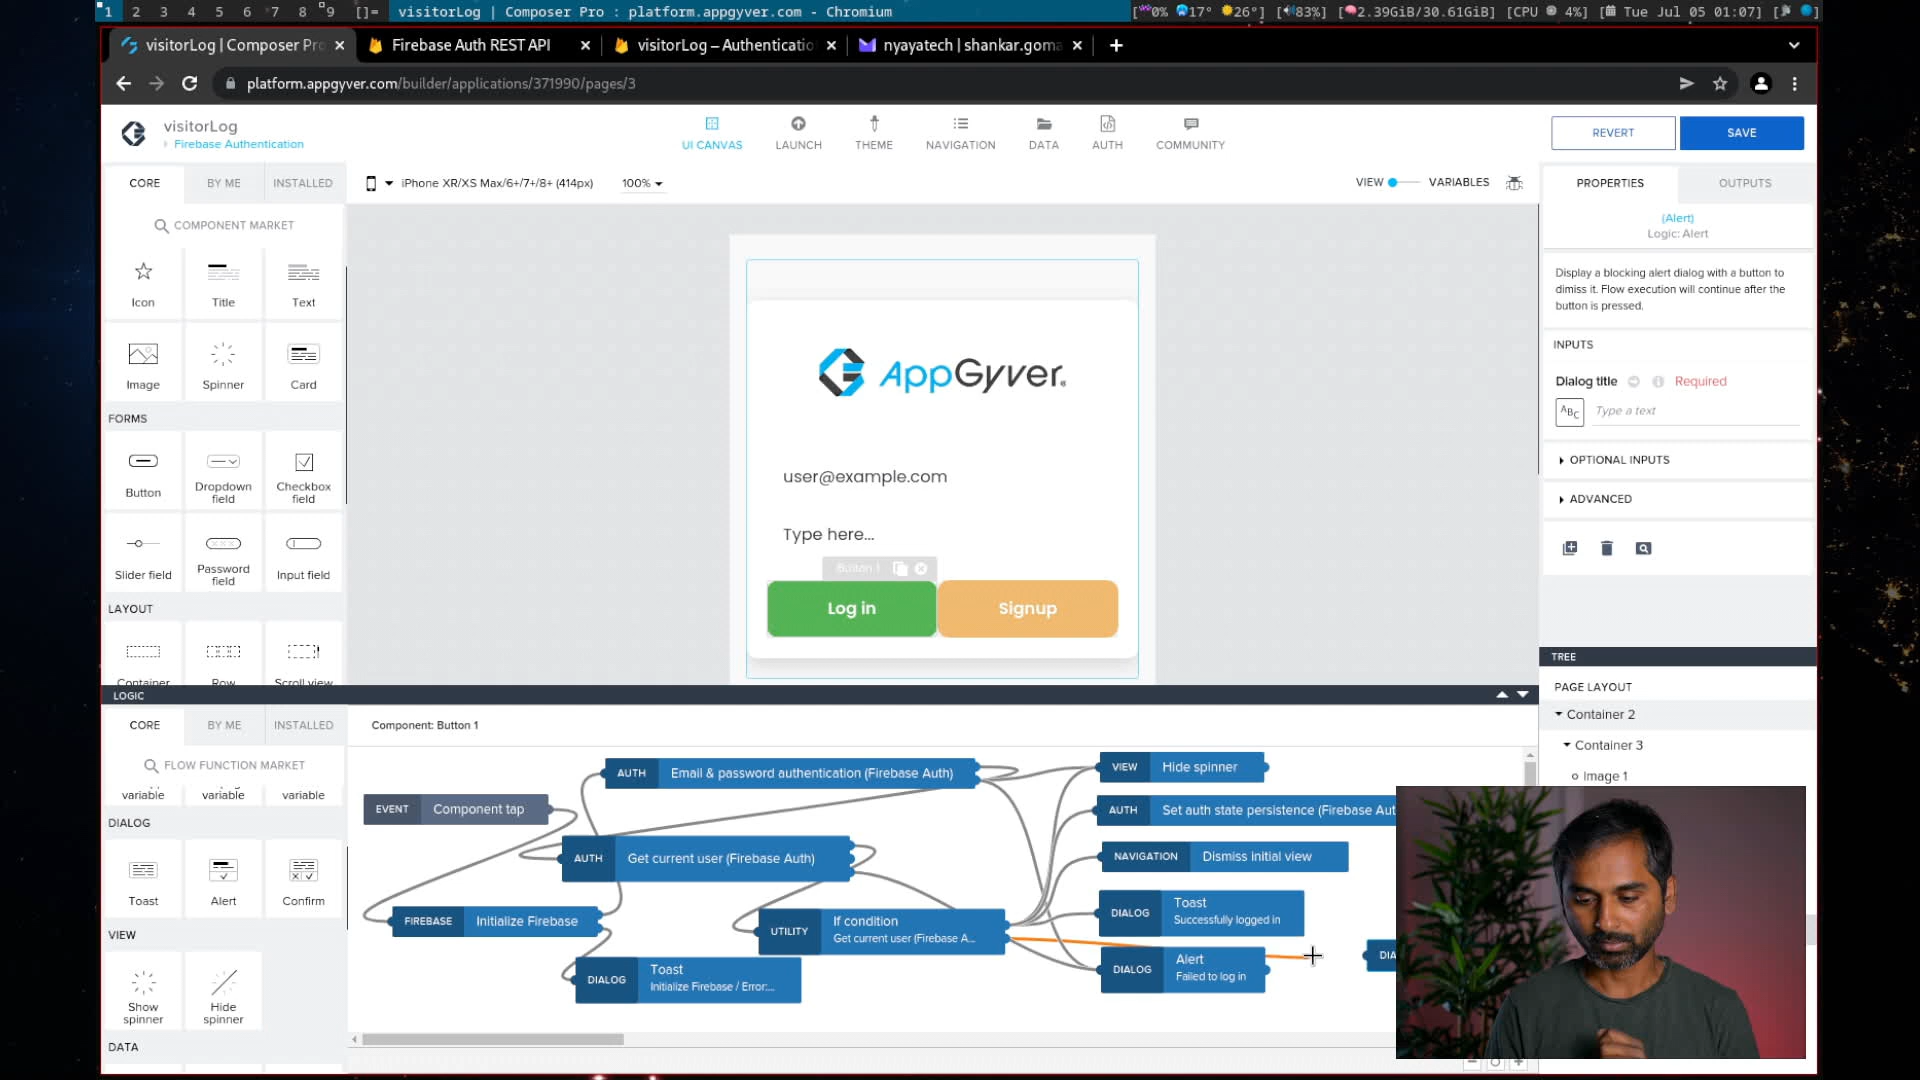 1 2 3 4 5 6 7 8 9 []= visitorLog | Composer Pro : platform.appgyver.com - Chromium
0% 17° 26° 83% 2.39GiB/30.61GiB] [CPU 4%] Tue Jul 05 01:07]
visitorLog | Composer Pro
Firebase Auth REST API
visitorLog – Authenticatio
nyayatech | shankar.goma
platform.appgyver.com/builder/applications/371990/pages/3
visitorLog
Firebase Authentication
UI CANVAS
LAUNCH
THEME
NAVIGATION
DATA
AUTH
COMMUNITY
REVERT
SAVE
CORE
BY ME
INSTALLED
iPhone XR/XS Max/6+/7+/8+ (414px)
100%
VIEW
VARIABLES
PROPERTIES
OUTPUTS
COMPONENT MARKET
Icon
Title
Text
Image
Spinner
Card
FORMS
Button
Dropdown field
Checkbox field
Slider field
Password field
Input field
LAYOUT
Container
Row
Scroll view
AppGyver®
user@example.com
Type here...
Button 1
Log in
Signup
(Alert)
Logic: Alert
Display a blocking alert dialog with a button to
dimiss it. Flow execution will continue after the
button is pressed.
INPUTS
Dialog title
Required
ABC
Type a text
OPTIONAL INPUTS
ADVANCED
TREE
PAGE LAYOUT
Container 2
Container 3
Image 1
LOGIC
CORE
BY ME
INSTALLED
Component: Button 1
FLOW FUNCTION MARKET
variable
variable
variable
DIALOG
Toast
Alert
Confirm
VIEW
Show spinner
Hide spinner
DATA
AUTH Email & password authentication (Firebase Auth)
EVENT Component tap
AUTH Get current user (Firebase Auth)
FIREBASE Initialize Firebase
UTILITY If condition
Get current user (Firebase A...
DIALOG Toast
Initialize Firebase / Error:...
VIEW Hide spinner
AUTH Set auth state persistence (Firebase Aut
NAVIGATION Dismiss initial view
DIALOG Toast
Successfully logged in
DIALOG Alert
Failed to log in
DIA